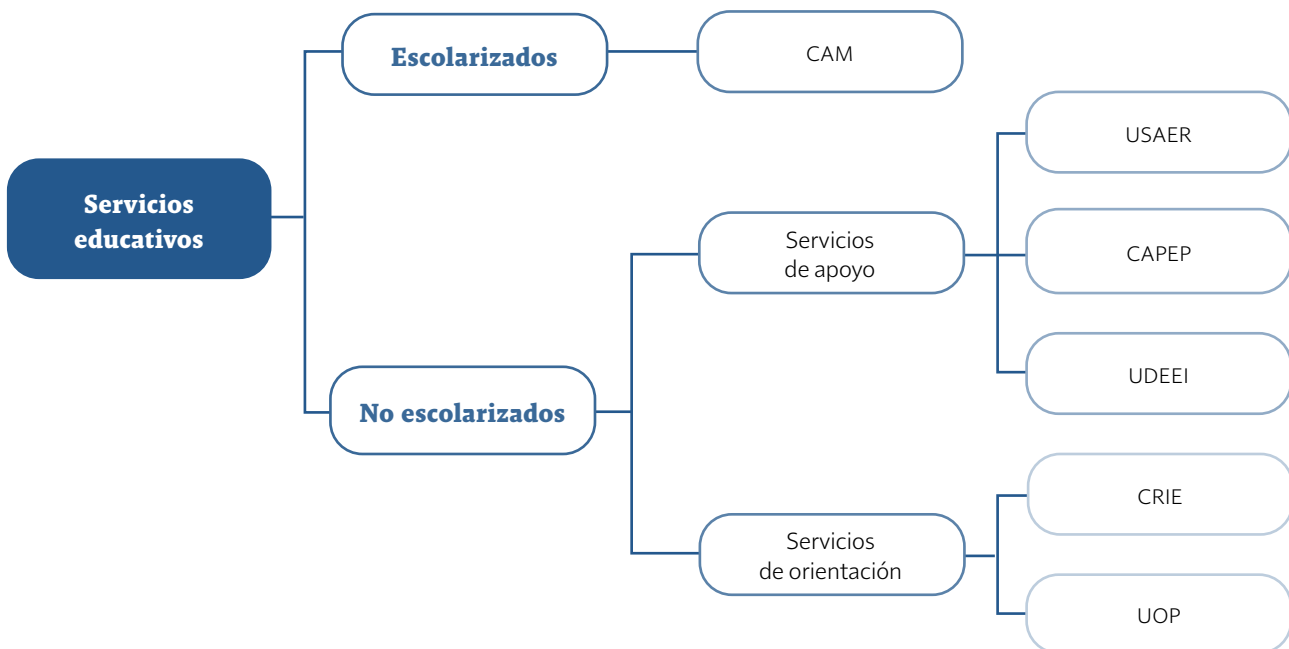 Servicios
educativos
Escolarizados
CAM
No escolarizados
Servicios
de apoyo
USAER
CAPEP
UDEEI
Servicios
de orientación
CRIE
UOP